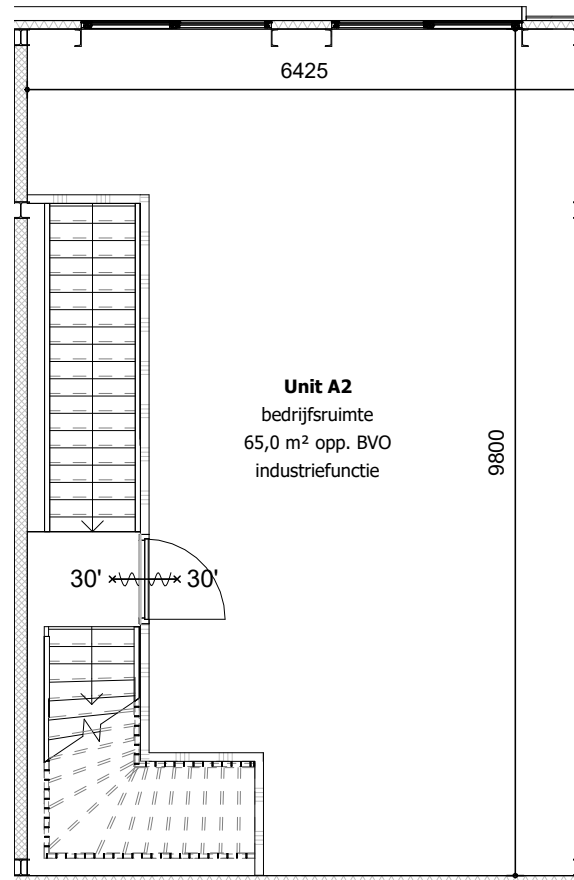 6425
Unit A2
bedrijfsruimte
65,0 m² opp. BVO
industriefunctie
9800
30' 30'